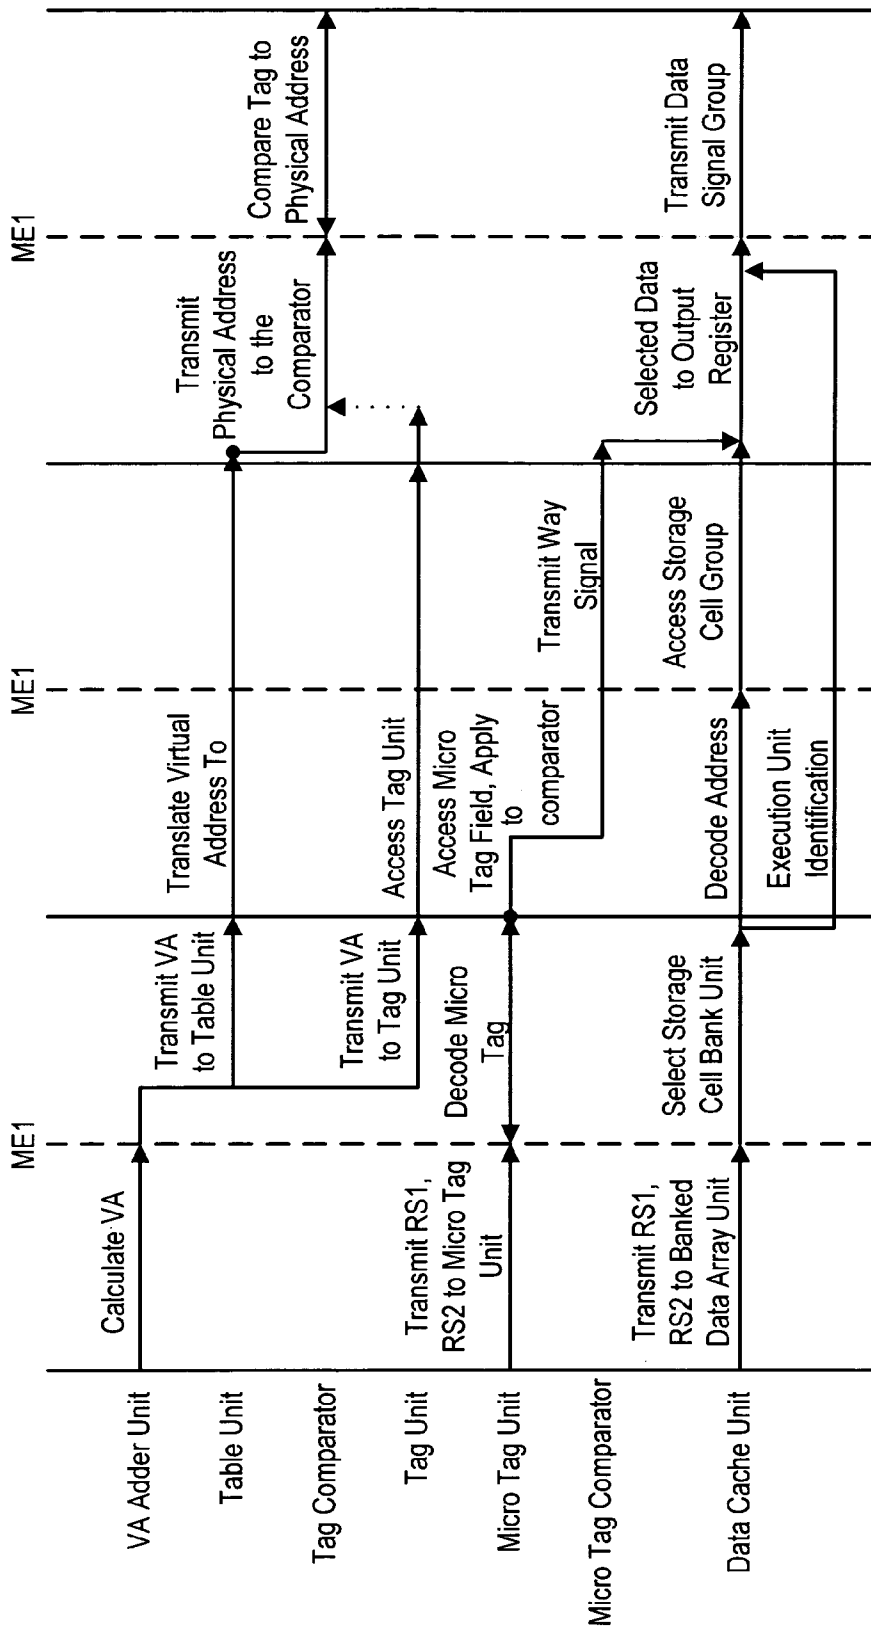 ME1
ME1
ME1
VA Adder Unit
Calculate VA
Table Unit
Transmit VA
to Table Unit
Translate Virtual
Address To
Transmit
Physical Address
to the
Comparator
Tag Comparator
Compare Tag to
Physical Address
Tag Unit
Transmit VA
to Tag Unit
Access Tag Unit
Micro Tag Unit
Transmit RS1,
RS2 to Micro Tag
Unit
Decode Micro
Tag
Access Micro
Tag Field, Apply
to
comparator
Micro Tag Comparator
Transmit Way
Signal
Data Cache Unit
Transmit RS1,
RS2 to Banked
Data Array Unit
Select Storage
Cell Bank Unit
Decode Address
Execution Unit
Identification
Access Storage
Cell Group
Selected Data
to Output
Register
Transmit Data
Signal Group